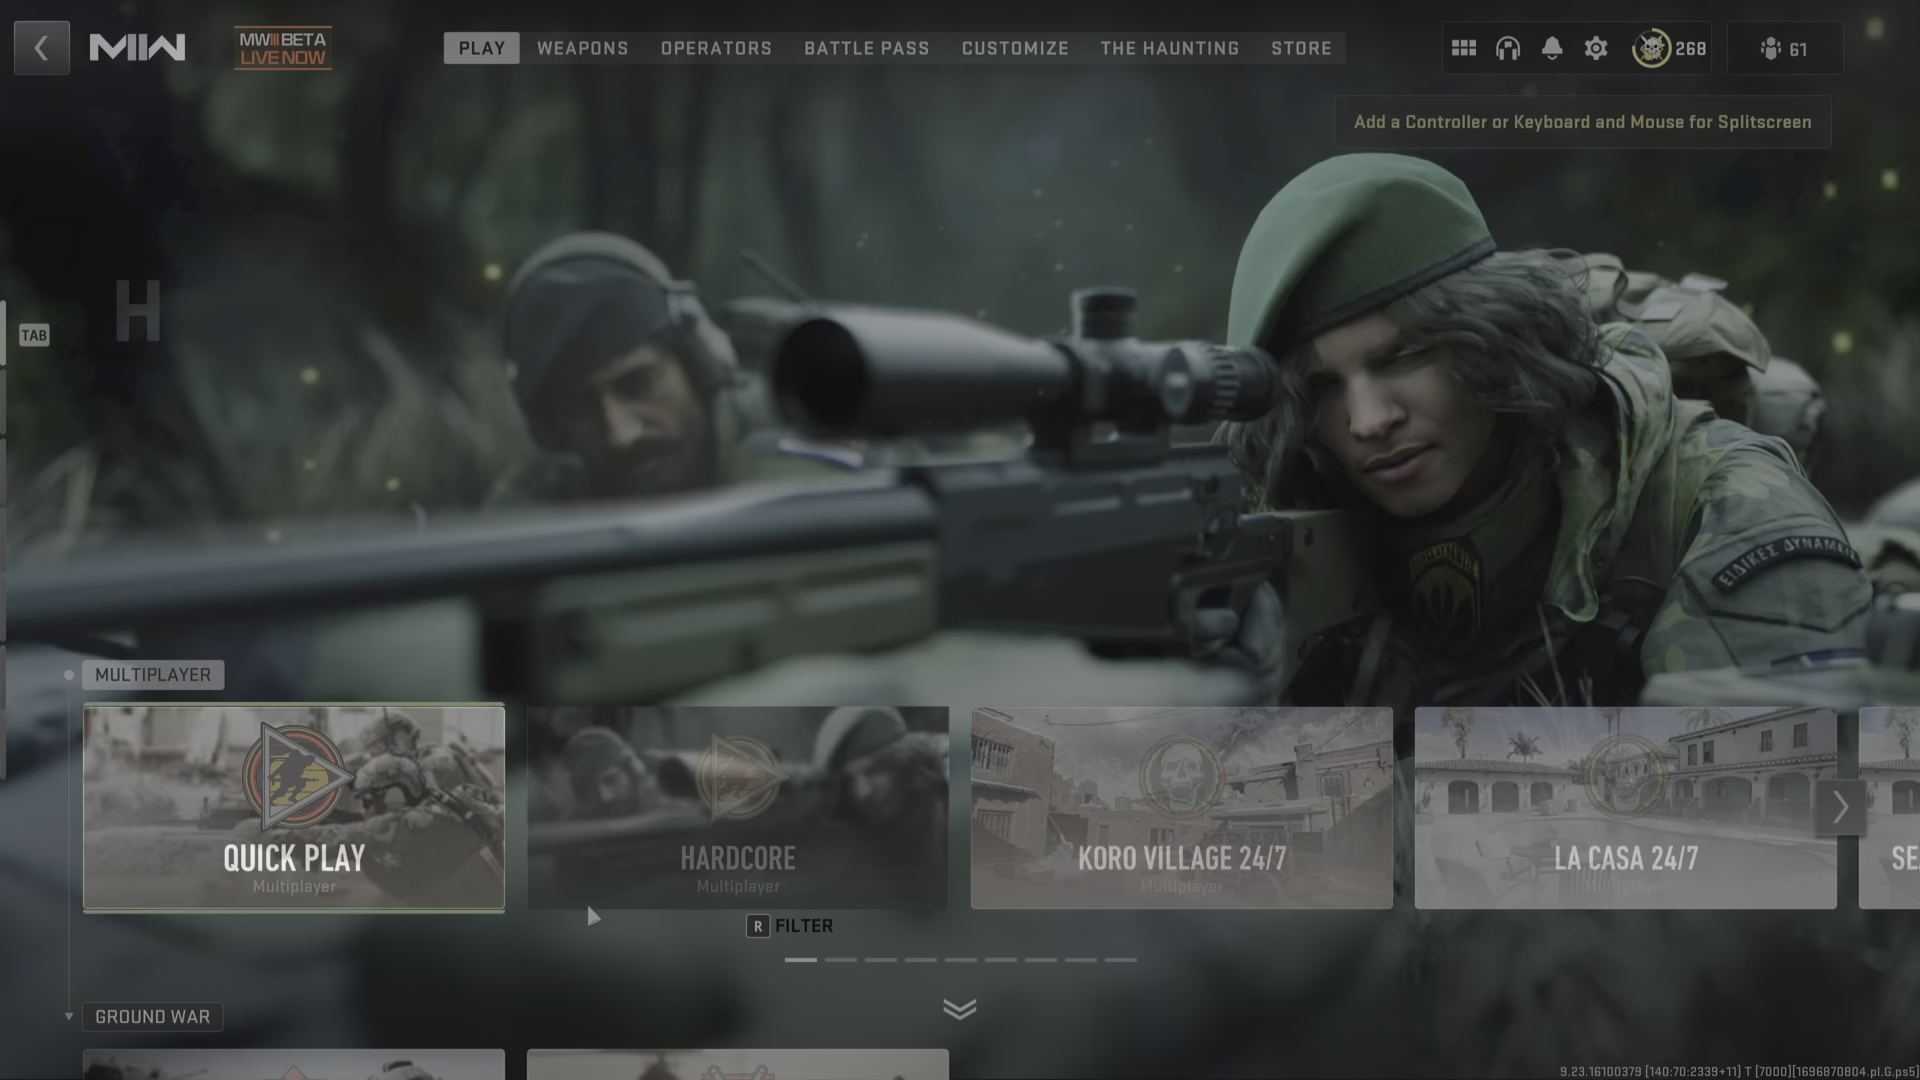 MW
MWIII BETA
LIVE NOW
PLAY
WEAPONS
OPERATORS
BATTLE PASS
CUSTOMIZE
THE HAUNTING
STORE
268
61
Add a Controller or Keyboard and Mouse for Splitscreen
H
TAB
ΕΙΔΙΚΕΣ ΔΥΝΑΜΕΙΣ
MULTIPLAYER
QUICK PLAY
Multiplayer
HARDCORE
Multiplayer
KORO VILLAGE 24/7
Multiplayer
LA CASA 24/7
Multiplayer
SE
R FILTER
GROUND WAR
9.23.16100379 [140:70:2339+11] T [7000][1696870804.pl.G.ps5]